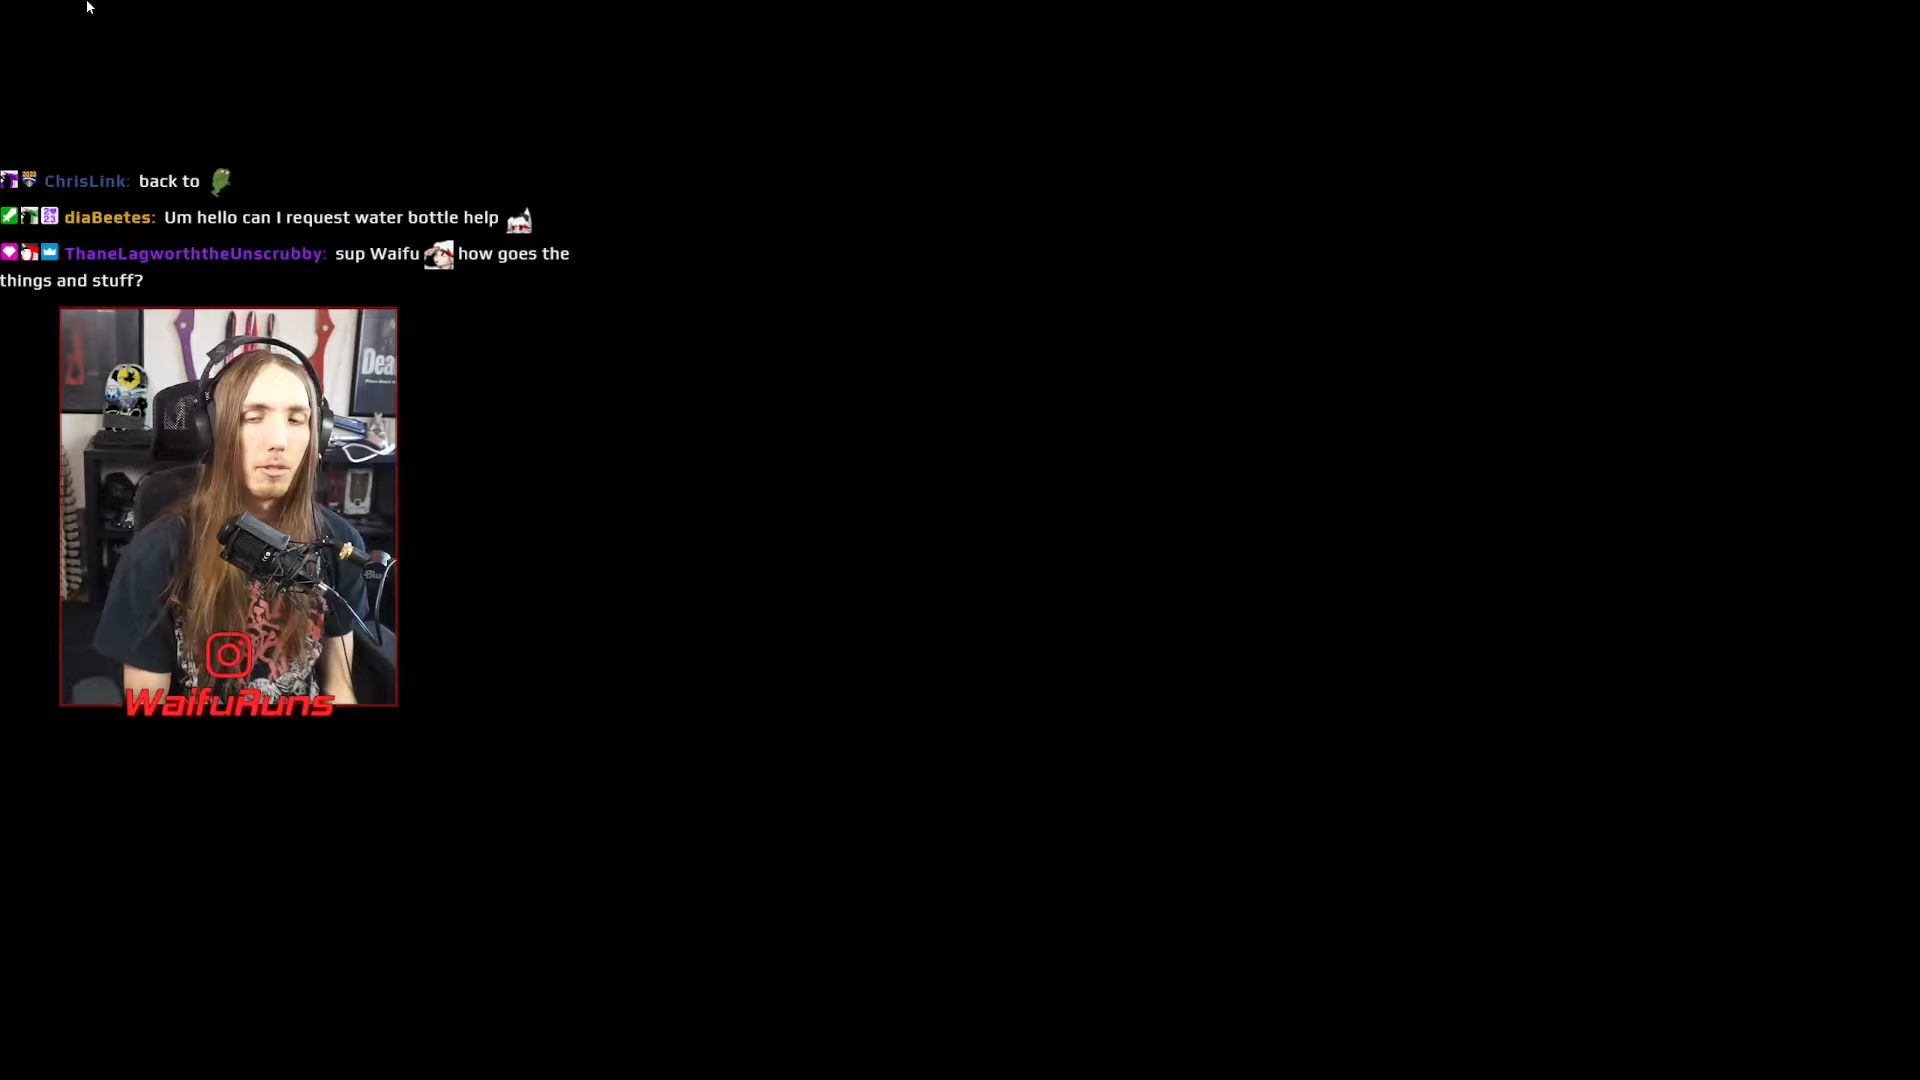 ChrisLink: back to
diaBeetes: Um hello can I request water bottle help
ThaneLagworththeUnscrubby: sup Waifu how goes the
things and stuff?
Dea
Blu
WaifuRuns